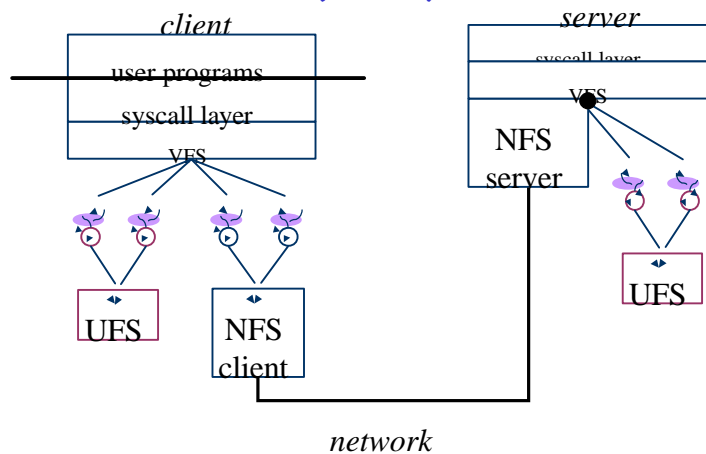 client
user programs
syscall layer
VFS
UFS
NFS
client
server
syscall layer
VFS
NFS
server
UFS
network